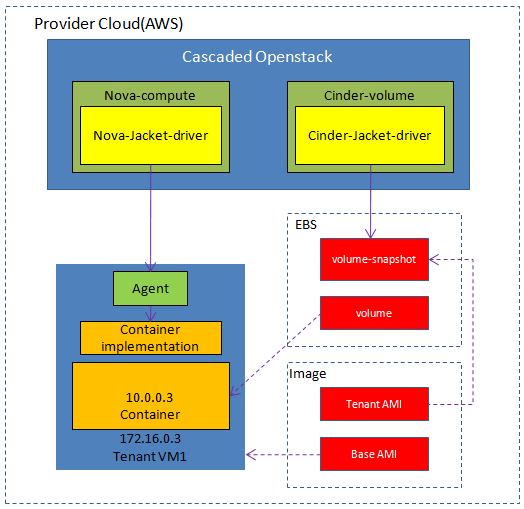 Provider Cloud(AWS)
Cascaded Openstack
Nova-compute
Nova-Jacket-driver
Cinder-volume
Cinder-Jacket-driver
EBS
volume-snapshot
volume
Agent
Container
implementation
10.0.0.3
Container
172.16.0.3
Tenant VM1
Image
Tenant AMI
Base AMI